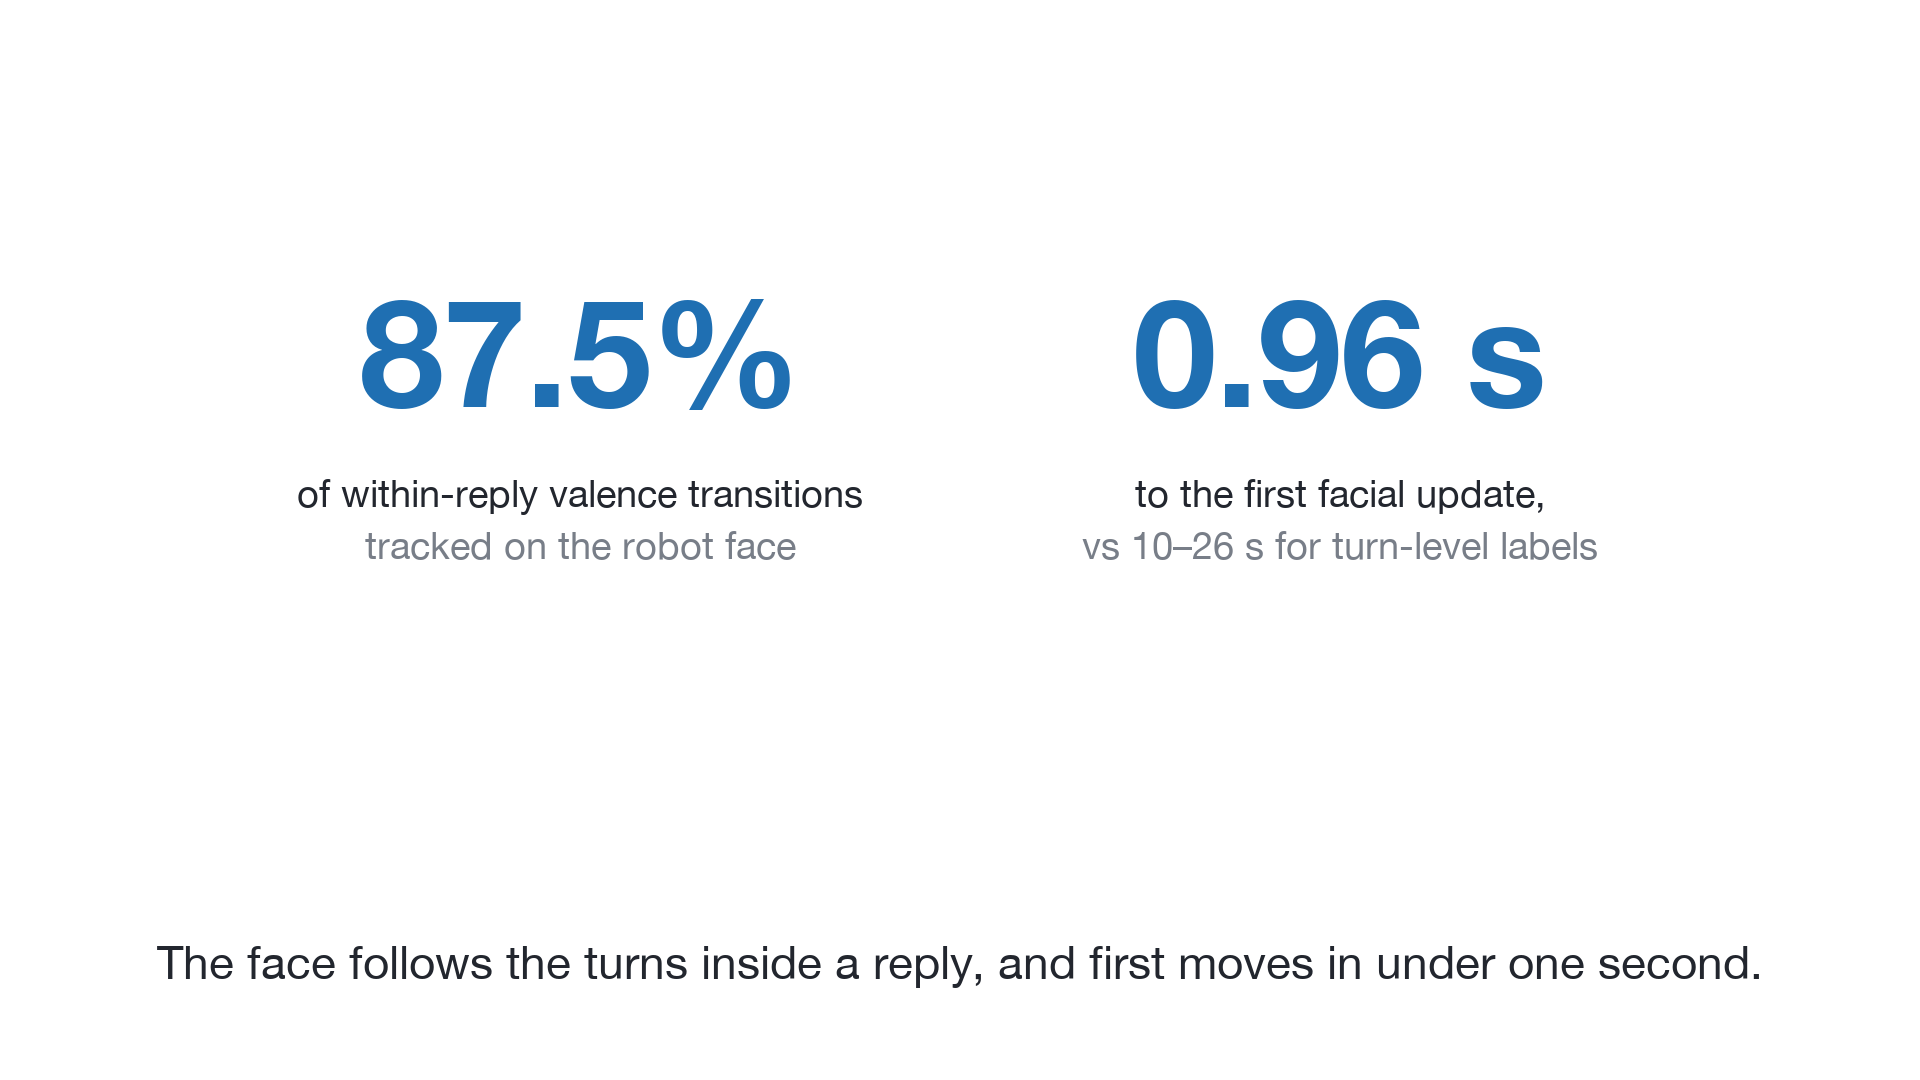 87.5%
of within-reply valence transitions
tracked on the robot face
0.96 s
to the first facial update,
vs 10–26 s for turn-level labels
The face follows the turns inside a reply, and first moves in under one second.